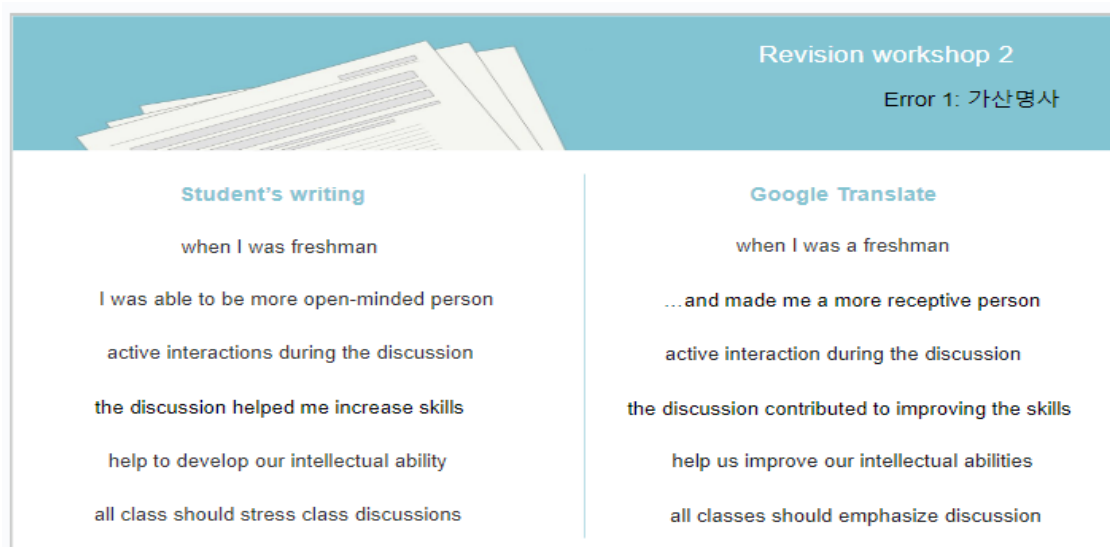 Revision workshop 2
Error 1: 가산명사
Student's writing
when I was freshman
I was able to be more open-minded person
active interactions during the discussion
the discussion helped me increase skills
help to develop our intellectual ability
all class should stress class discussions
Google Translate
when I was a freshman
…and made me a more receptive person
active interaction during the discussion
the discussion contributed to improving the skills
help us improve our intellectual abilities
all classes should emphasize discussion